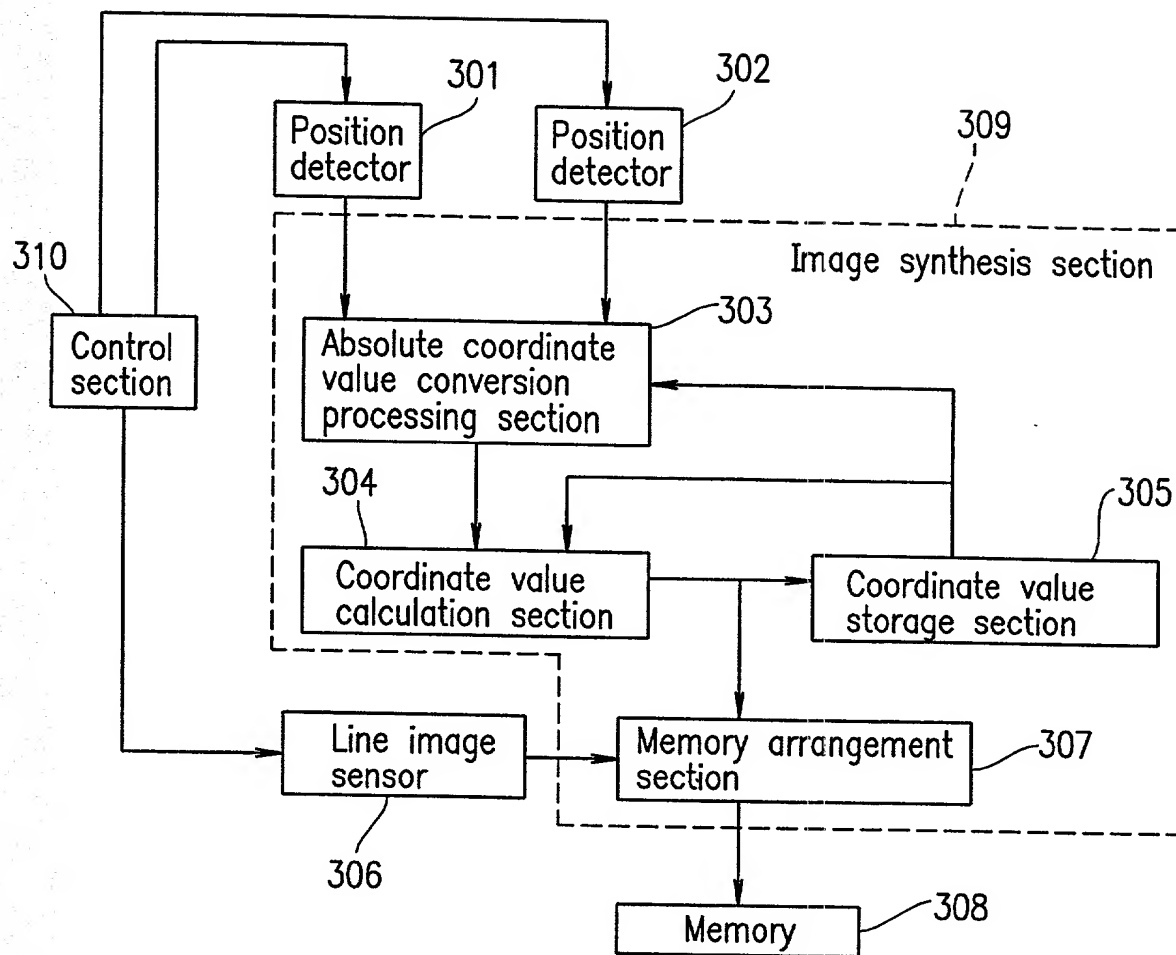 301
302
309
Position
detector
Position
detector
310
Image synthesis section
303
Control
section
Absolute coordinate
value conversion
processing section
304
305
Coordinate value
calculation section
Coordinate value
storage section
Line image
sensor
Memory arrangement
section
307
306
308
Memory